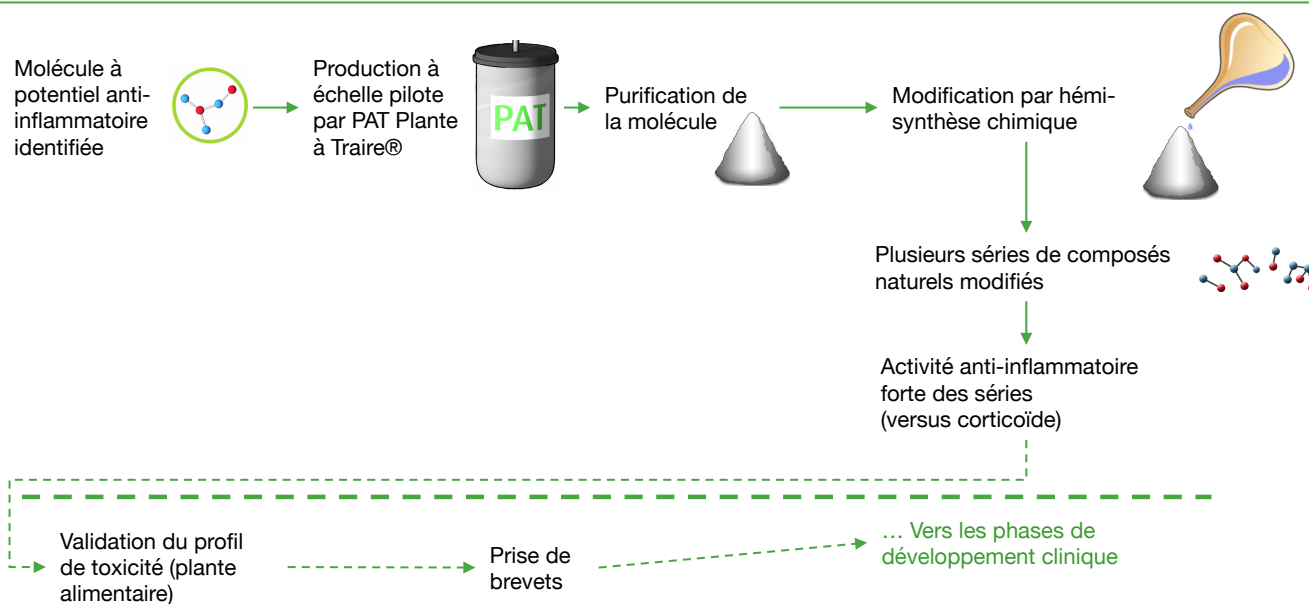 Molécule à
potentiel anti-
inflammatoire
identifiée
Production à
échelle pilote
par PAT Plante
à Traire®
PAT
Purification de
la molécule
Modification par hémi-
synthèse chimique
Plusieurs séries de composés
naturels modifiés
Activité anti-inflammatoire
forte des séries
(versus corticoïde)
Validation du profil
de toxicité (plante
alimentaire)
Prise de
brevets
... Vers les phases de
développement clinique